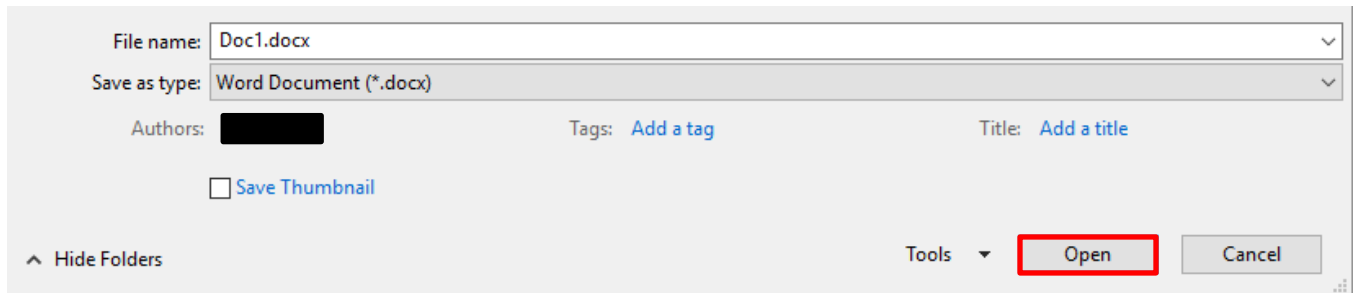 File name: Doc1.docx
Save as type: Word Document (*.docx)
Authors: Tags: Add a tag Title: Add a title
Save Thumbnail
Hide Folders Tools Open Cancel